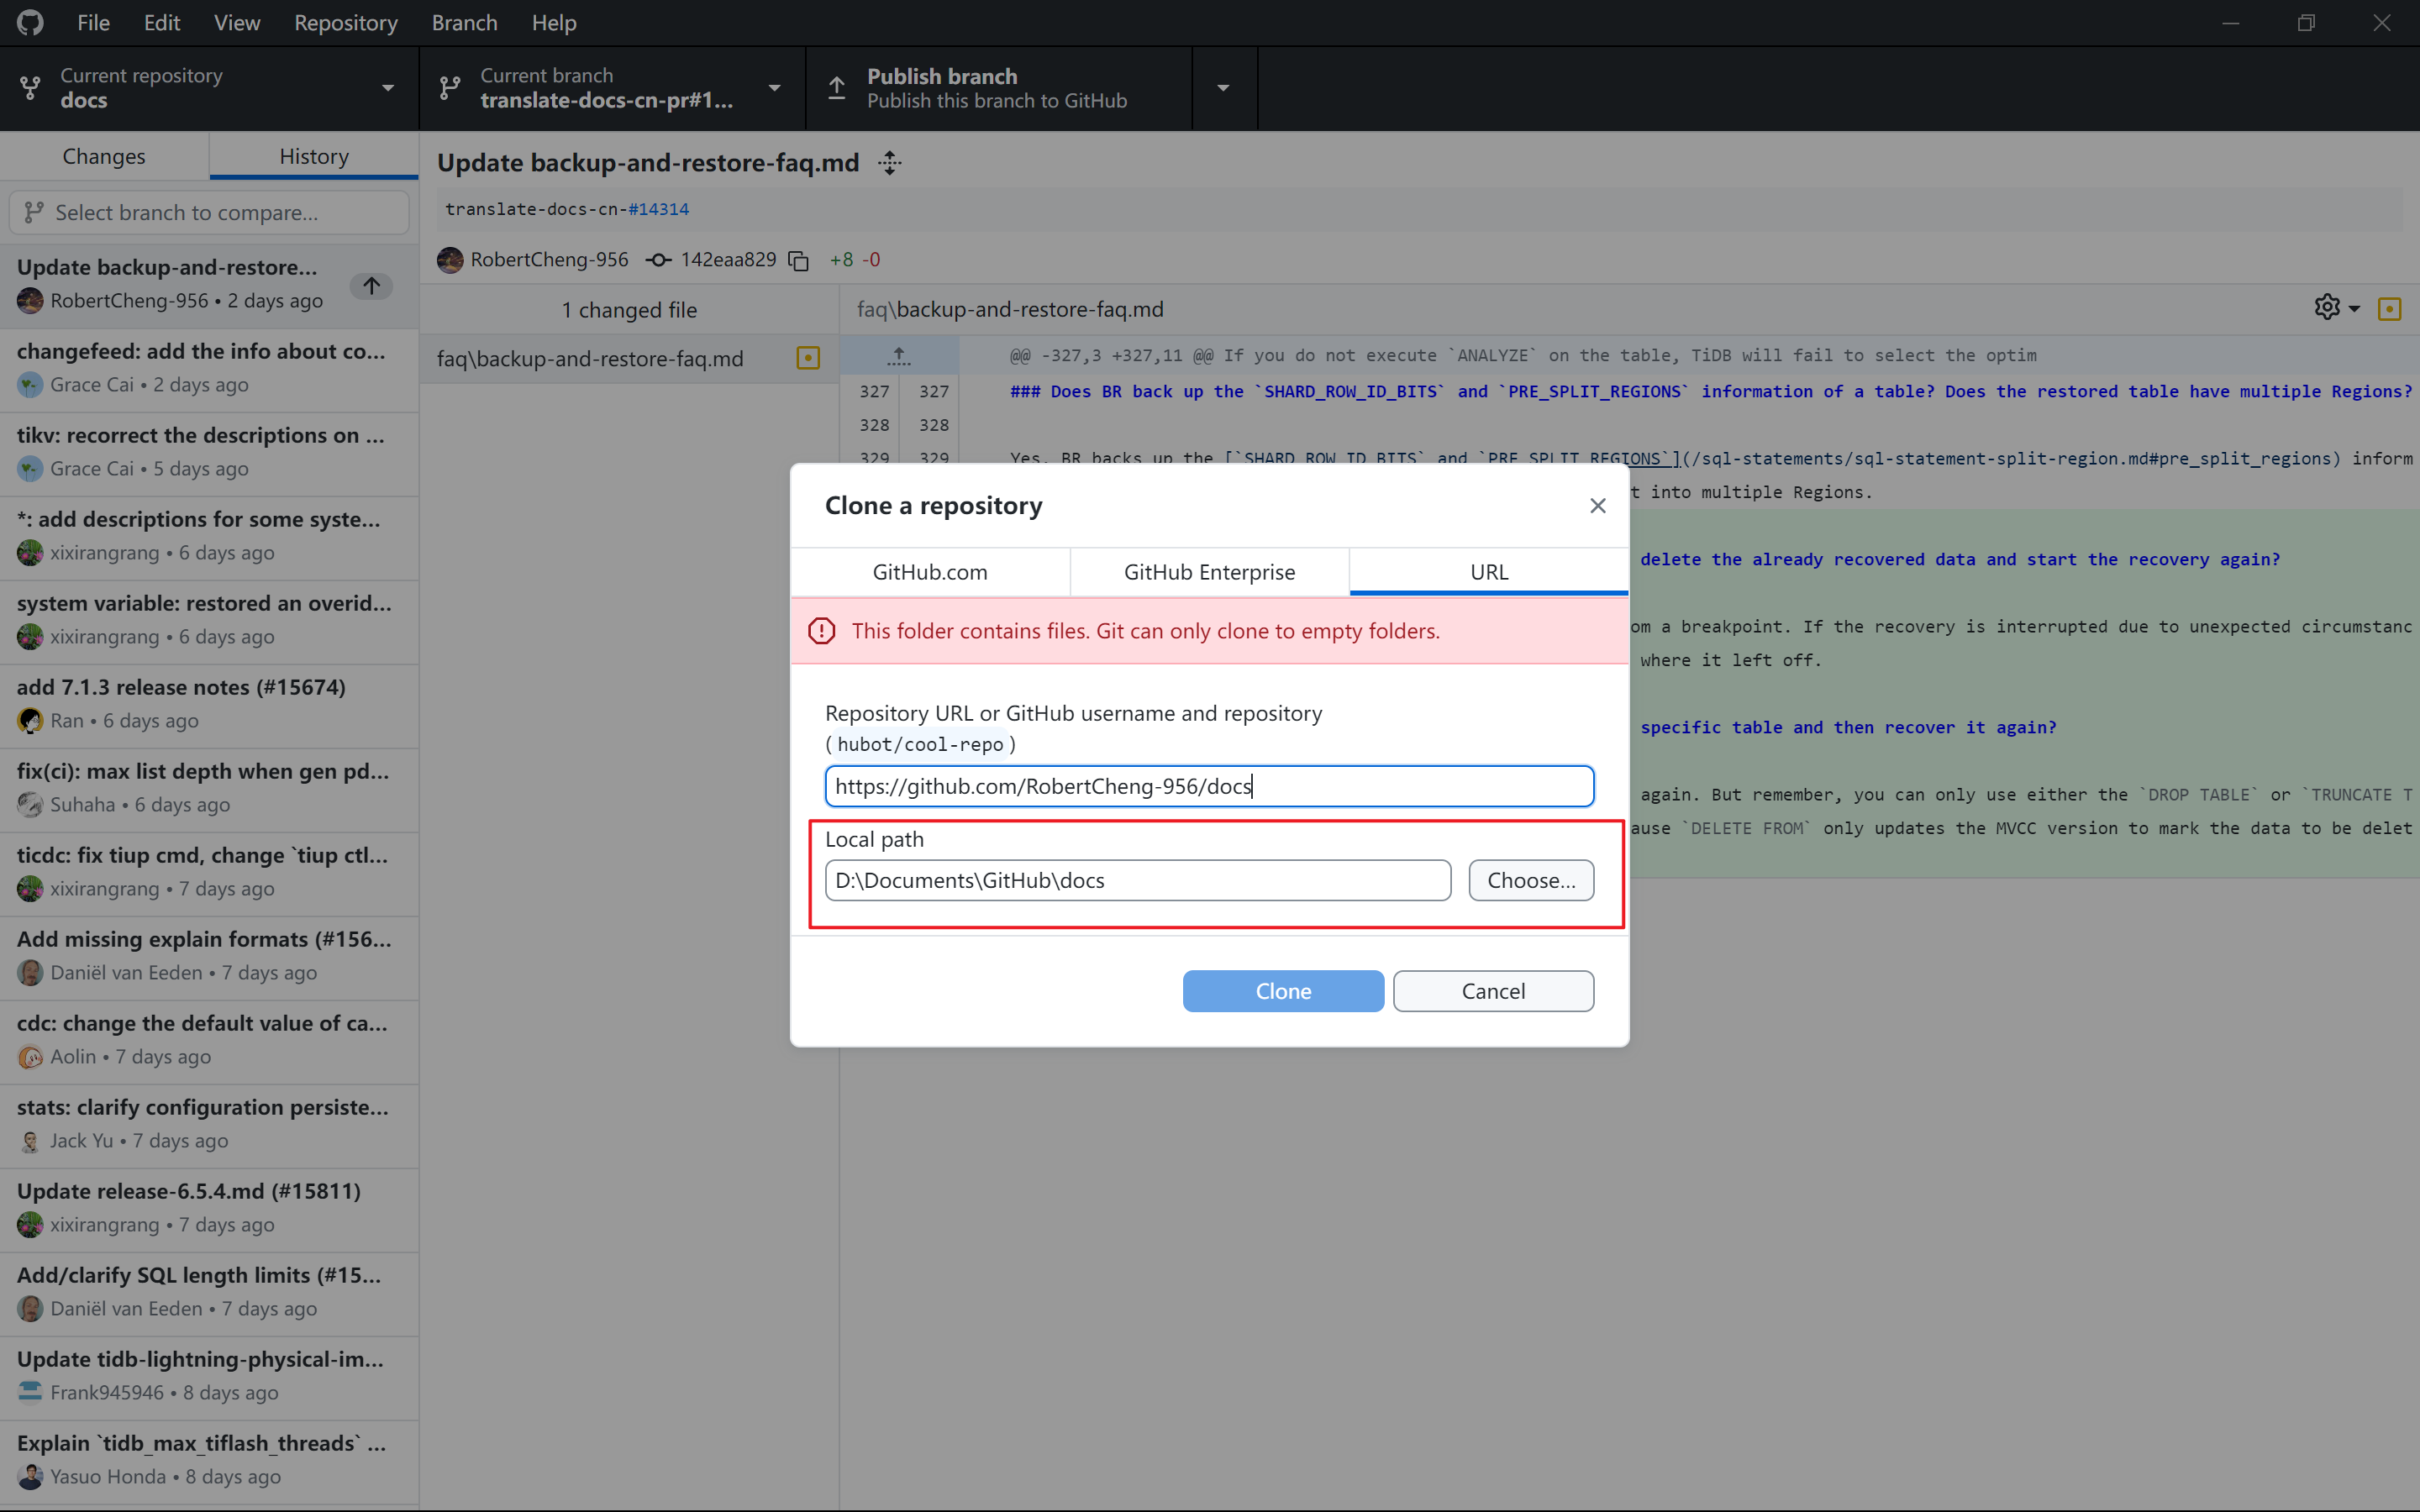 File Edit View Repository Branch Help
Current repository
docs
Current branch
translate-docs-cn-pr#1...
Publish branch
Publish this branch to GitHub
Changes
History
Select branch to compare...
Update backup-and-restore...
RobertCheng-956 • 2 days ago
changefeed: add the info about co...
Grace Cai • 2 days ago
tikv: recorrect the descriptions on ...
Grace Cai • 5 days ago
*: add descriptions for some syste...
xixirangrang • 6 days ago
system variable: restored an overid...
xixirangrang • 6 days ago
add 7.1.3 release notes (#15674)
Ran • 6 days ago
fix(ci): max list depth when gen pd...
Suhaha • 6 days ago
ticdc: fix tiup cmd, change `tiup ctl...
xixirangrang • 7 days ago
Add missing explain formats (#156...
Daniël van Eeden • 7 days ago
cdc: change the default value of ca...
Aolin • 7 days ago
stats: clarify configuration persiste...
Jack Yu • 7 days ago
Update release-6.5.4.md (#15811)
xixirangrang • 7 days ago
Add/clarify SQL length limits (#15...
Daniël van Eeden • 7 days ago
Update tidb-lightning-physical-im...
Frank945946 • 8 days ago
Explain `tidb_max_tiflash_threads` ...
Yasuo Honda • 8 days ago
Update backup-and-restore-faq.md
translate-docs-cn-#14314
RobertCheng-956 142eaa829 +8 -0
1 changed file
faq\backup-and-restore-faq.md
faq\backup-and-restore-faq.md
@@ -327,3 +327,11 @@ If you do not execute `ANALYZE` on the table, TiDB will fail to select the optim
327 327 ### Does BR back up the `SHARD_ROW_ID_BITS` and `PRE_SPLIT_REGIONS` information of a table? Does the restored table have multiple Regions?
328 328
329 329 Yes. BR backs up the [`SHARD_ROW_ID_BITS` and `PRE_SPLIT_REGIONS`](/sql-statements/sql-statement-split-region.md#pre_split_regions) inform
t into multiple Regions.
delete the already recovered data and start the recovery again?
om a breakpoint. If the recovery is interrupted due to unexpected circumstanc
where it left off.
specific table and then recover it again?
again. But remember, you can only use either the `DROP TABLE` or `TRUNCATE T
ause `DELETE FROM` only updates the MVCC version to mark the data to be delet
Clone a repository
GitHub.com
GitHub Enterprise
URL
This folder contains files. Git can only clone to empty folders.
Repository URL or GitHub username and repository
(hubot/cool-repo)
https://github.com/RobertCheng-956/docs
Local path
D:\Documents\GitHub\docs
Choose...
Clone
Cancel